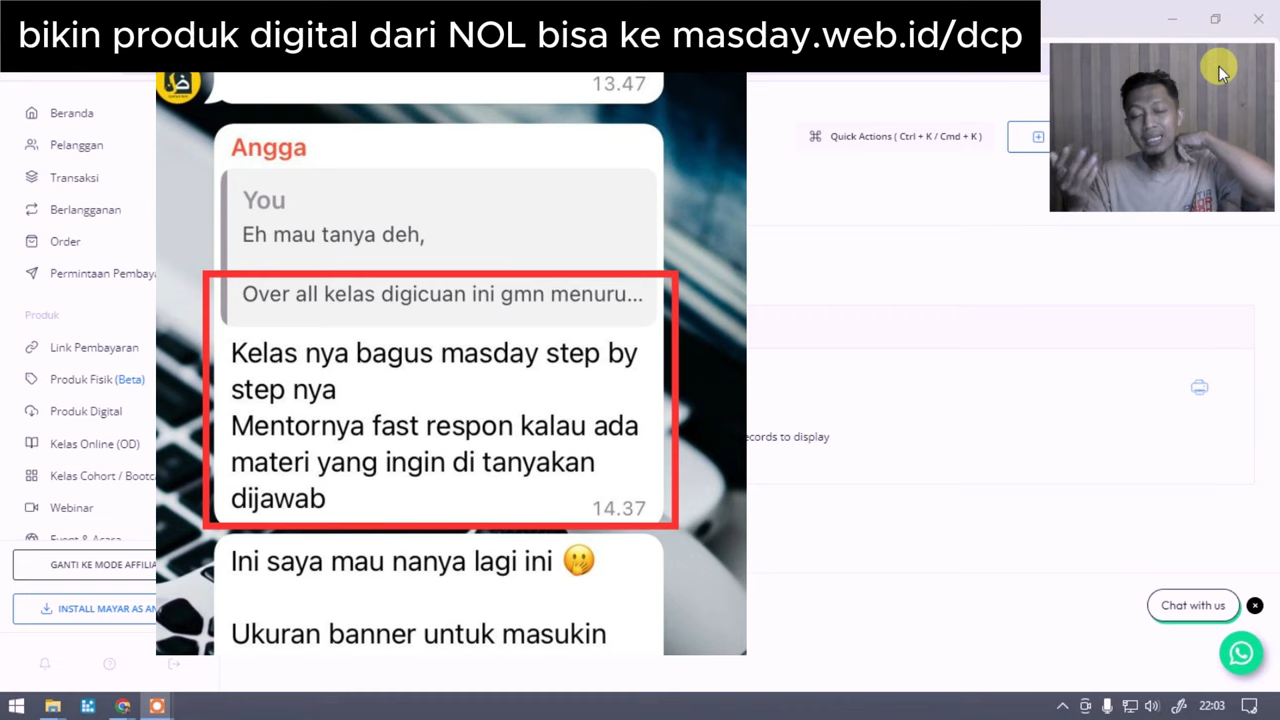 bikin produk digital dari NOL bisa ke masday.web.id/dcp
13.47
Beranda
Pelanggan
Transaksi
Berlangganan
Order
Permintaan Pembaya
Produk
Link Pembayaran
Produk Fisik (Beta)
Produk Digital
Kelas Online (OD)
Kelas Cohort / Bootc
Webinar
GANTI KE MODE AFFILIA
INSTALL MAYAR AS AN
Angga
You
Eh mau tanya deh,
Over all kelas digicuan ini gmn menuru...
Kelas nya bagus masday step by
step nya
Mentornya fast respon kalau ada
materi yang ingin di tanyakan
dijawab
14.37
Ini saya mau nanya lagi ini 🤭
Ukuran banner untuk masukin
Quick Actions ( Ctrl + K / Cmd + K )
ecords to display
Chat with us
22:03